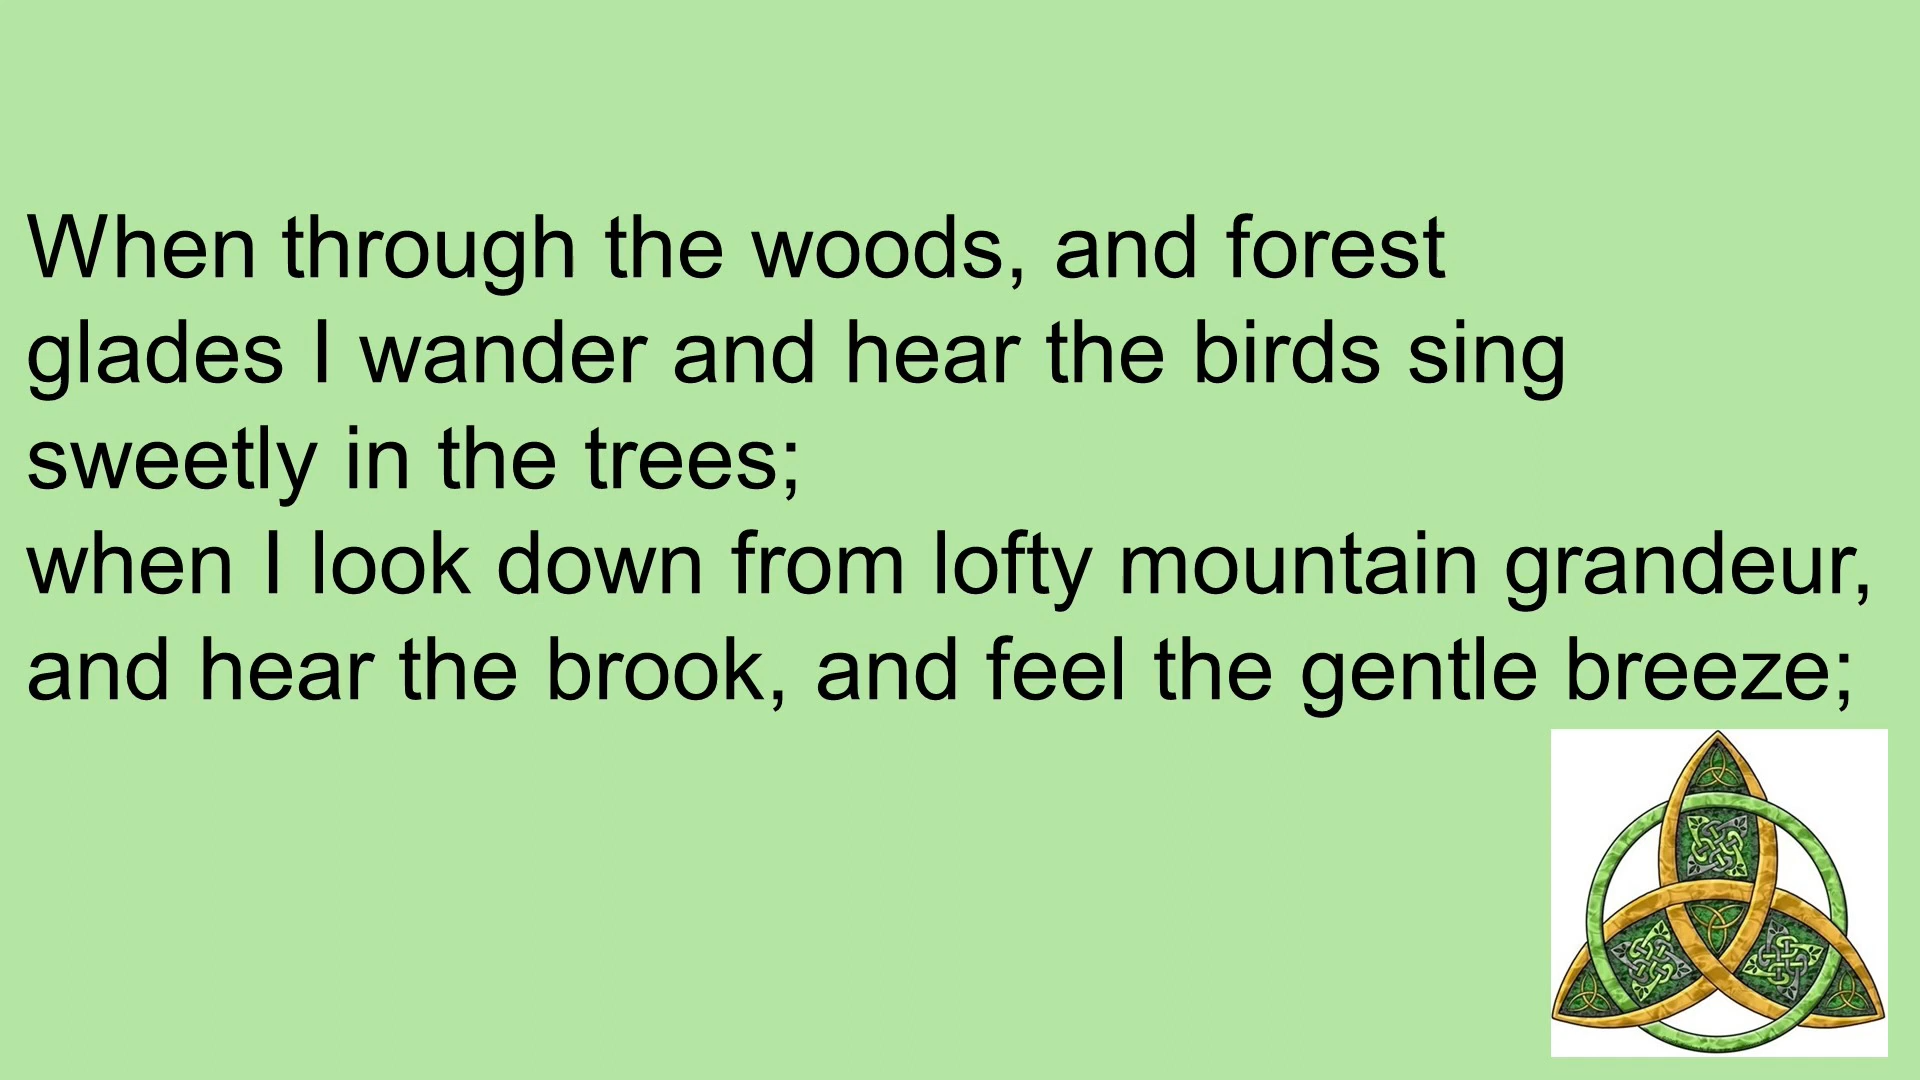 When through the woods, and forest
glades I wander and hear the birds sing
sweetly in the trees;
when I look down from lofty mountain grandeur,
and hear the brook, and feel the gentle breeze;